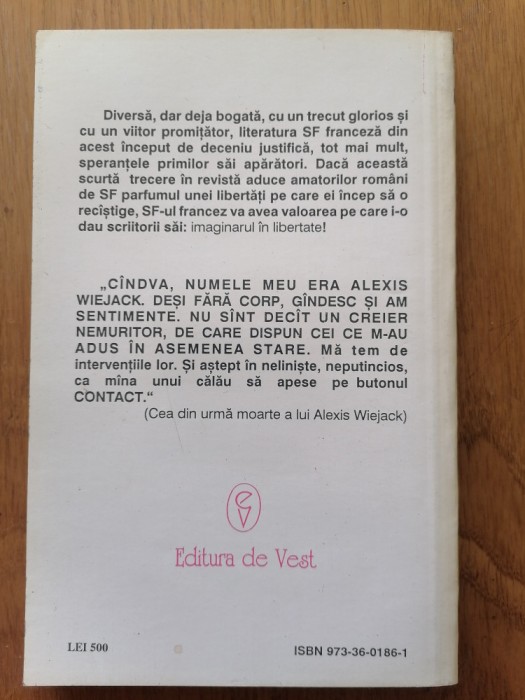 Diversă, dar deja bogată, cu un trecut glorios și
cu un viitor promițător, literatura SF franceză din
acest început de deceniu justifică, tot mai mult,
speranțele primilor săi apărători. Dacă această
scurtă trecere în revistă aduce amatorilor români
de SF parfumul unei libertăți pe care ei încep să o
recîștige, SF-ul francez va avea valoarea pe care i-o
dau scriitorii săi: imaginarul în libertate!
„CÎNDVA, NUMELE MEU ERA ALEXIS
WIEJACK. DEȘI FĂRĂ CORP, GÎNDESC ȘI AM
SENTIMENTE. NU SÎNT DECÎT UN CREIER
NEMURITOR, DE CARE DISPUN CEI CE M-AU
ADUS ÎN ASEMENEA STARE. Mă tem de
intervențiile lor. Și aștept în neliniște, neputincios,
ca mîna unui călău să apese pe butonul
CONTACT.“
(Cea din urmă moarte a lui Alexis Wiejack)
Editura de Vest
LEI 500
ISBN 973-36-0186-1